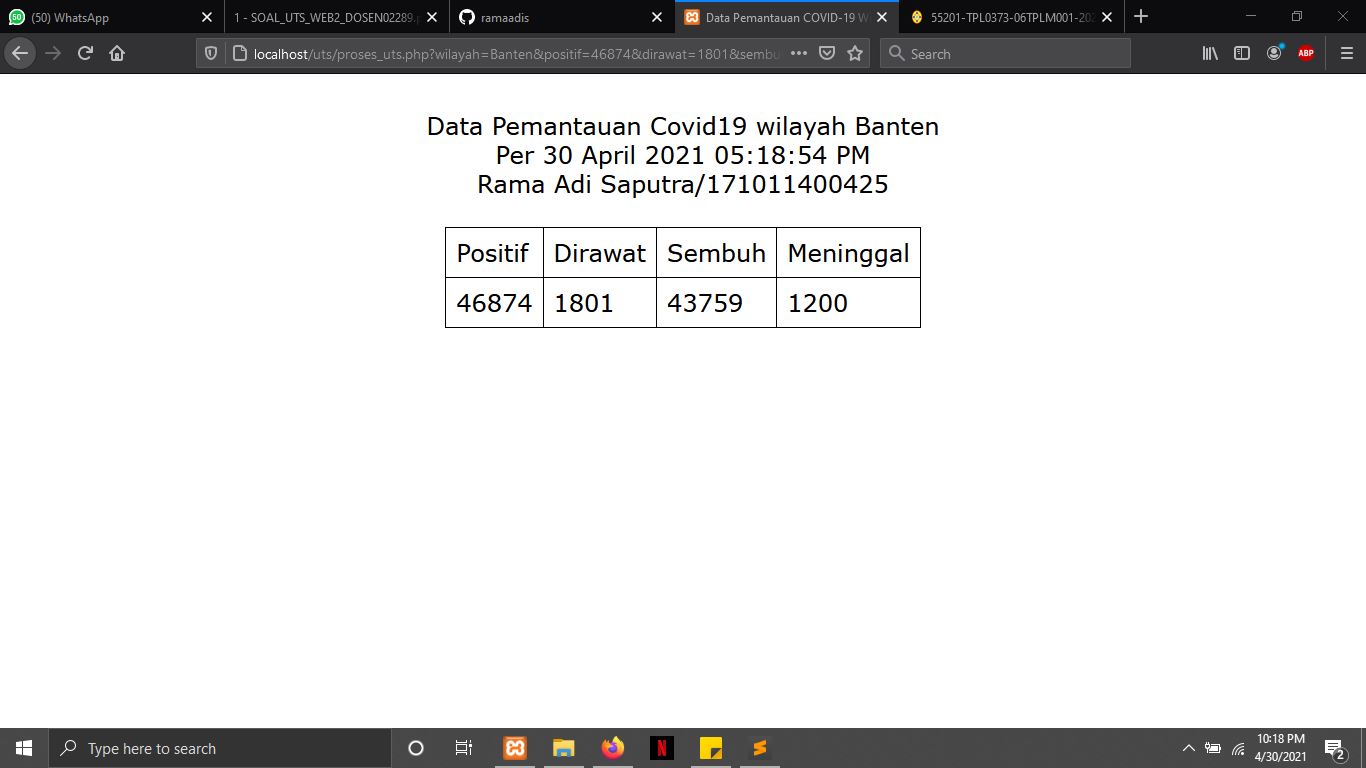 (50) WhatsApp
1 - SOAL_UTS_WEB2_DOSEN02289.
ramaadis
Data Pemantauan COVID-19 W
55201-TPL0373-06TPLM001-202
localhost/uts/proses_uts.php?wilayah=Banten&positif=46874&dirawat=1801&sembu
Search
ABP
Data Pemantauan Covid19 wilayah Banten
Per 30 April 2021 05:18:54 PM
Rama Adi Saputra/171011400425
Positif Dirawat Sembuh Meninggal
46874 1801 43759 1200
Type here to search
N
10:18 PM
4/30/2021
2